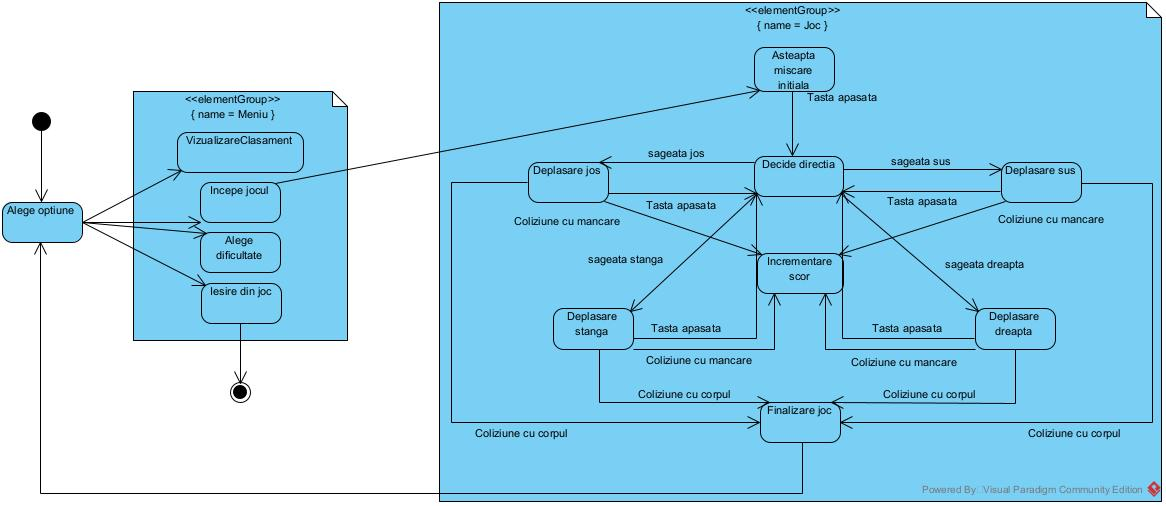 <<elementGroup>>
{ name = Joc }
Asteapta
miscare
initiala
Tasta apasata
<<elementGroup>>
{ name = Meniu }
VizualizareClasament
Incepe jocul
Alege
dificultate
Iesire din joc
Alege optiune
sageata jos
Decide directia
sageata sus
Deplasare jos
Deplasare sus
Tasta apasata
Tasta apasata
Coliziune cu mancare
Coliziune cu mancare
sageata stanga
Incrementare
scor
sageata dreapta
Deplasare
stanga
Deplasare
dreapta
Tasta apasata
Tasta apasata
Coliziune cu mancare
Coliziune cu mancare
Coliziune cu corpul
Coliziune cu corpul
Finalizare joc
Coliziune cu corpul
Coliziune cu corpul
Powered By: Visual Paradigm Community Edition